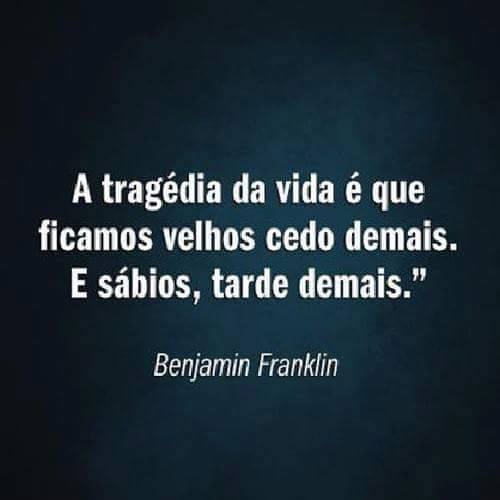 A tragédia da vida é que
ficamos velhos cedo demais.
E sábios, tarde demais.”
Benjamin Franklin